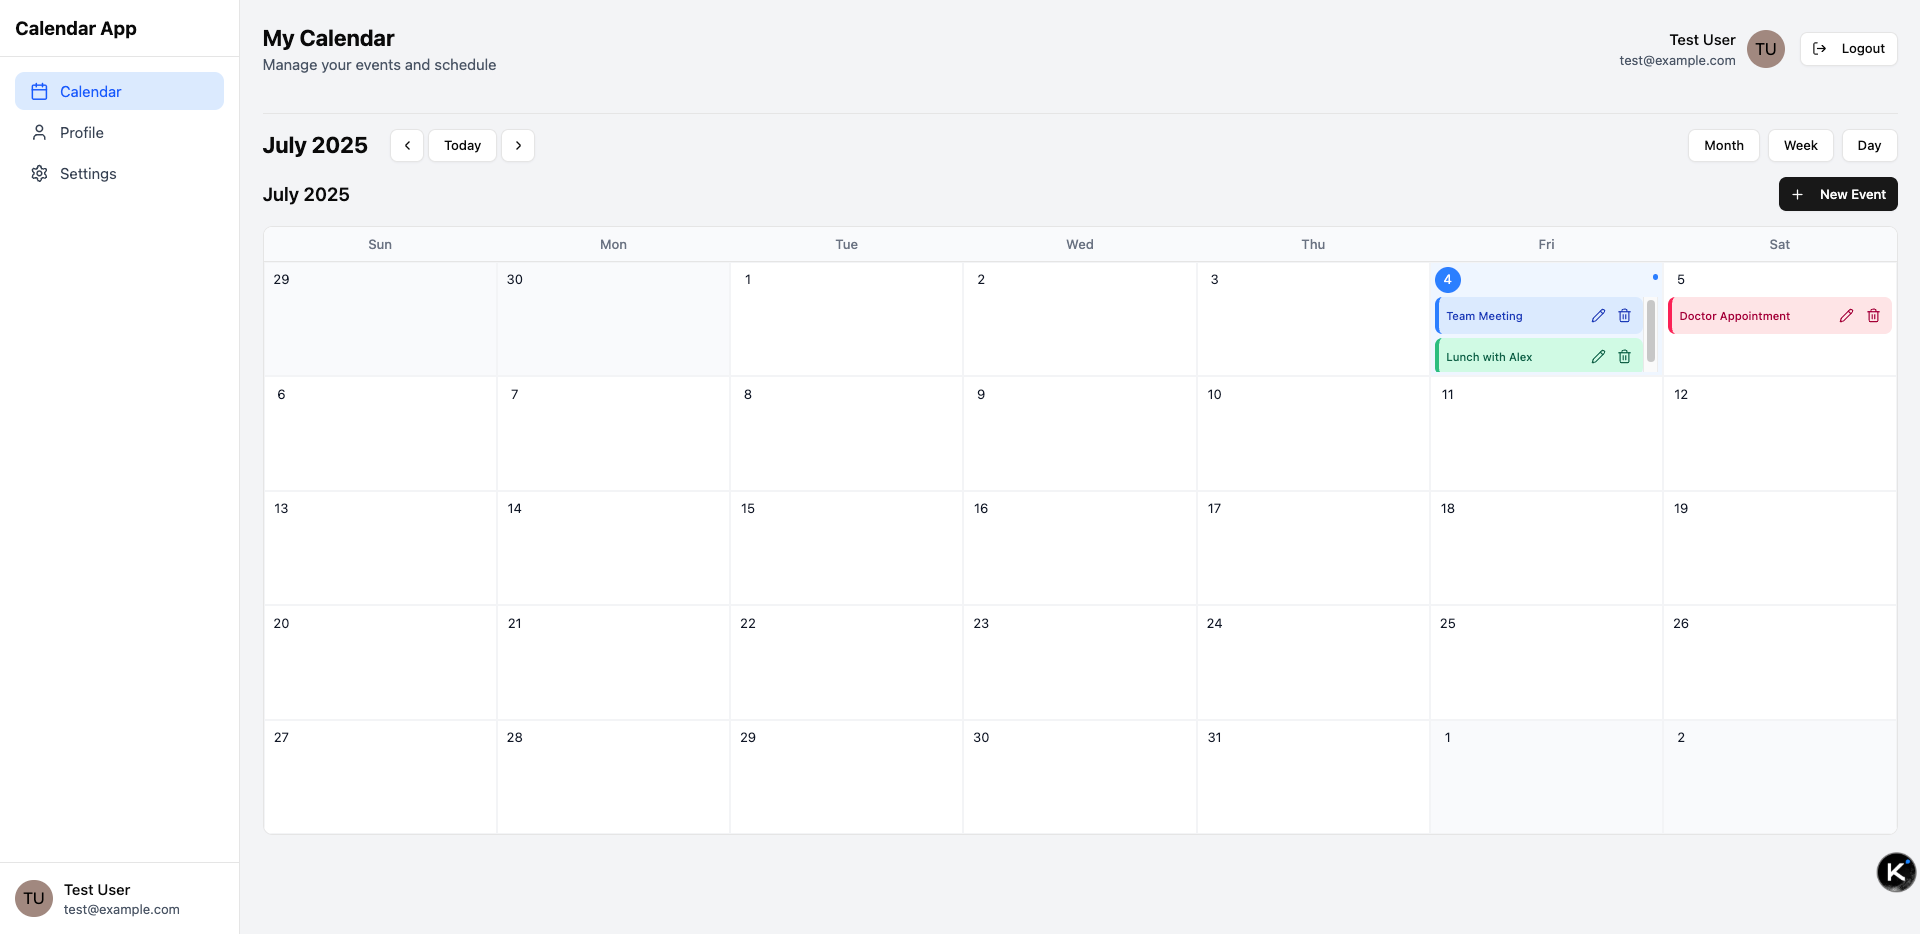 Calendar App
Calendar
Profile
Settings
TU
Test User
test@example.com
My Calendar
Manage your events and schedule
Test User
test@example.com
TU
Logout
July 2025
Today
Month Week Day
July 2025
New Event
Sun Mon Tue Wed Thu Fri Sat
29 30 1 2 3 4 5
Team Meeting
Doctor Appointment
Lunch with Alex
6 7 8 9 10 11 12
13 14 15 16 17 18 19
20 21 22 23 24 25 26
27 28 29 30 31 1 2
K